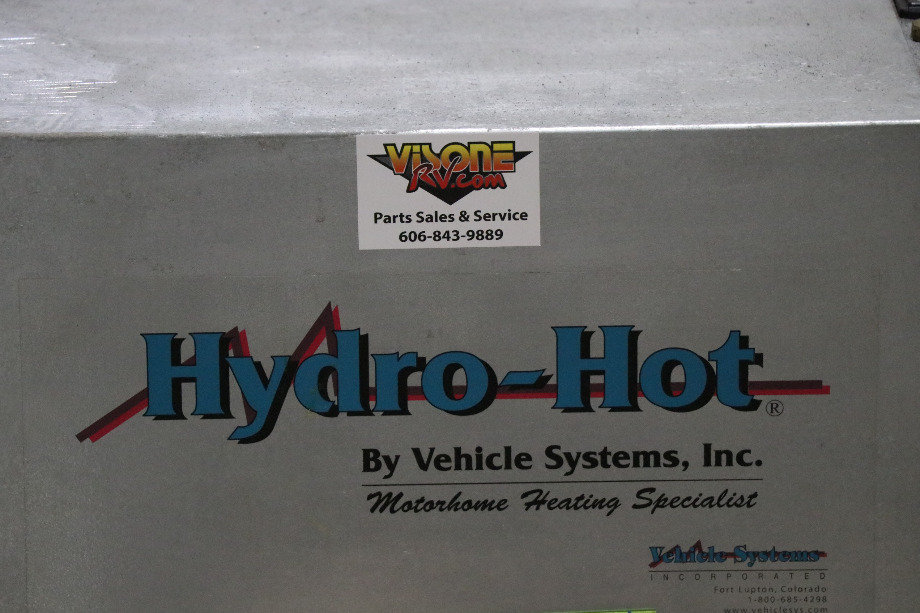 VISONE
RV.com
Parts Sales & Service
606-843-9889
Hydro-Hot®
By Vehicle Systems, Inc.
Motorhome Heating Specialist
Vehicle Systems
INCORPORATED
Fort Lupton, Colorado
1-800-685-4298
www.vehiclesys.com